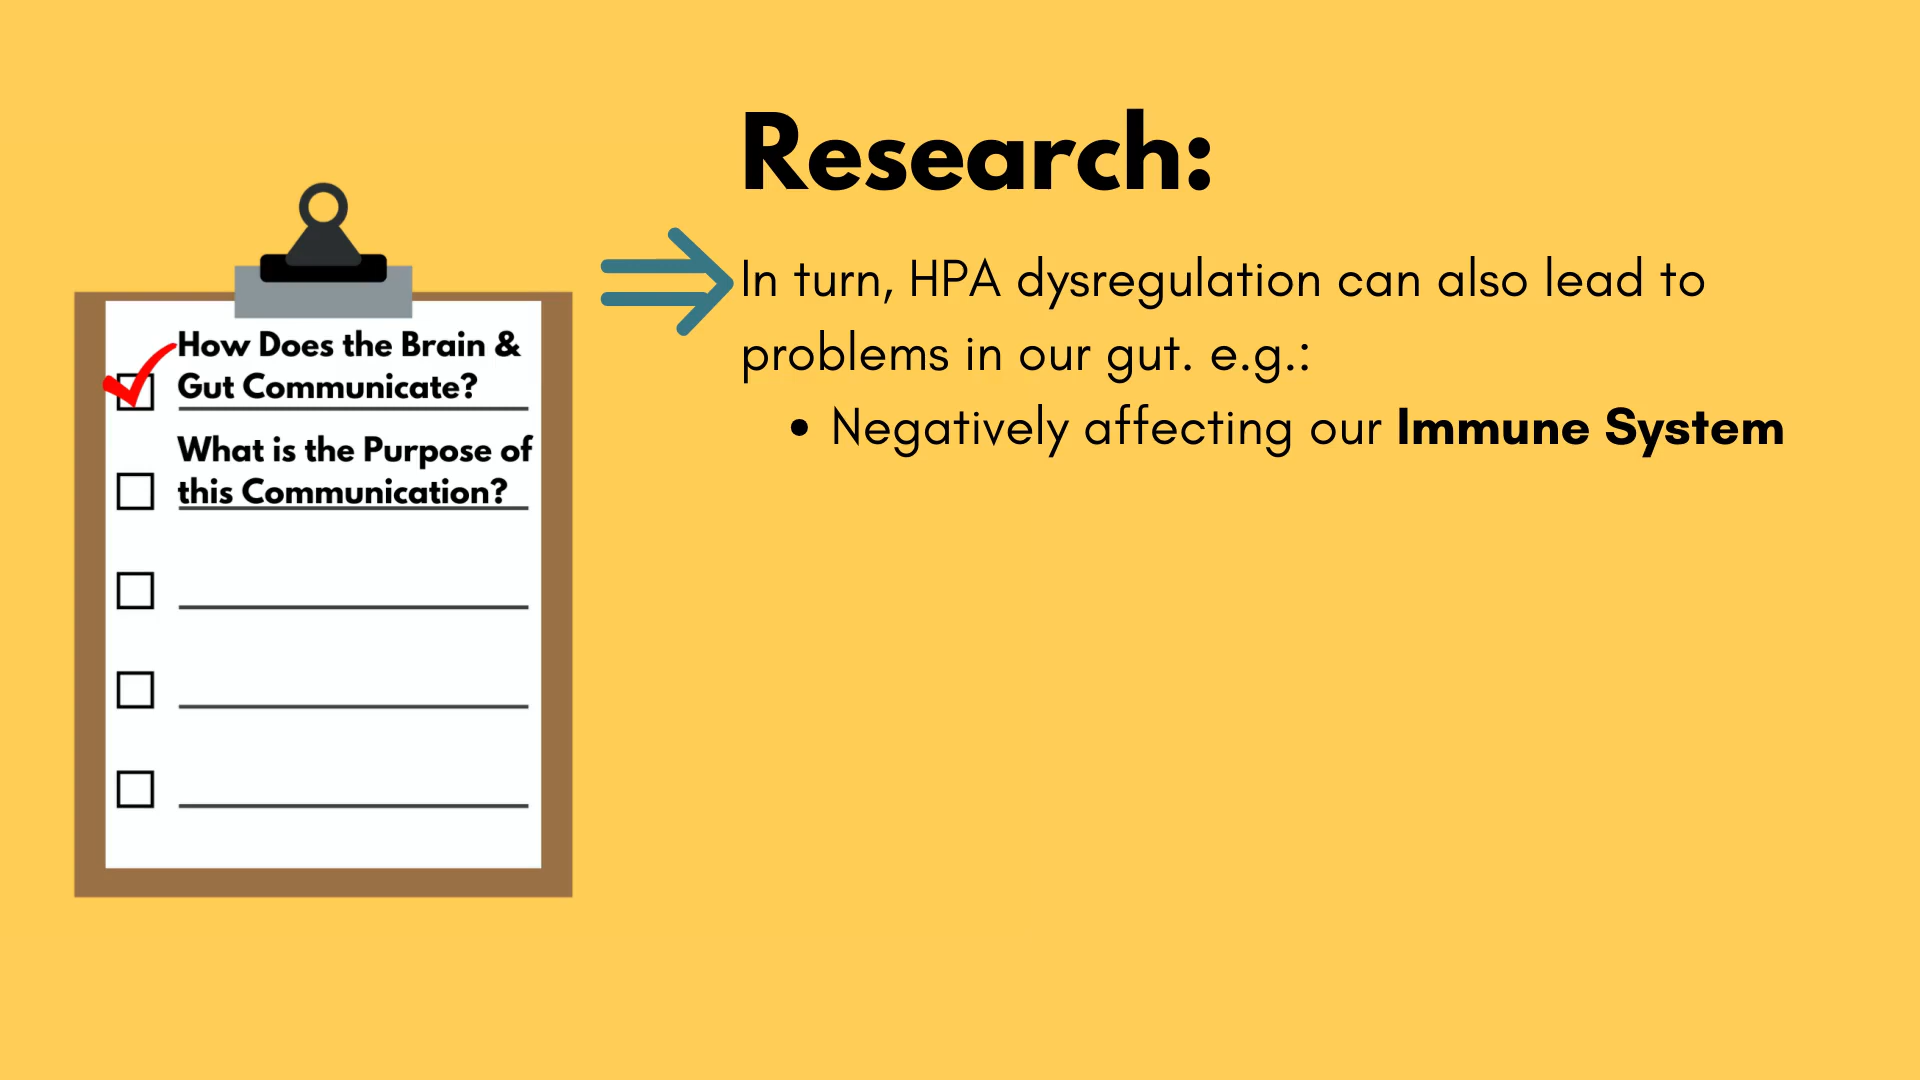 Research:
In turn, HPA dysregulation can also lead to
problems in our gut. e.g.:
• Negatively affecting our Immune System
How Does the Brain &
Gut Communicate?
What is the Purpose of
this Communication?